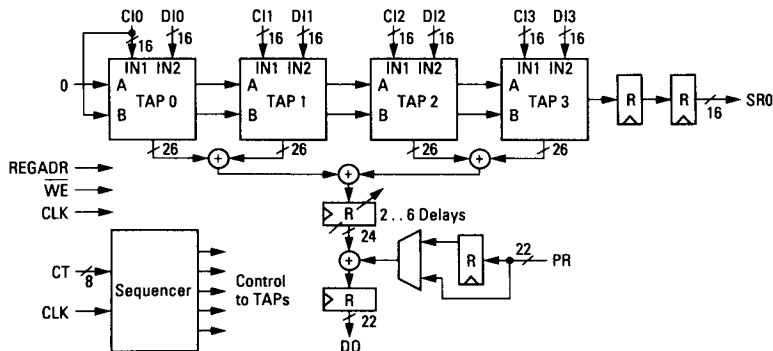 CI0 DI0 CI1 DI1 CI2 DI2 CI3 DI3
16 16 16 16 16 16 16 16
IN1 IN2 IN1 IN2 IN1 IN2 IN1 IN2
0 A TAP 0 A TAP 1 A TAP 2 A TAP 3 R R SRO
B B B B 16
26 26 26 26
+ + +
REGADR
WE
CLK
R 2 . . 6 Delays
24
CT 8 Sequencer Control to TAPs + R 22 PR
CLK
R
22
DO